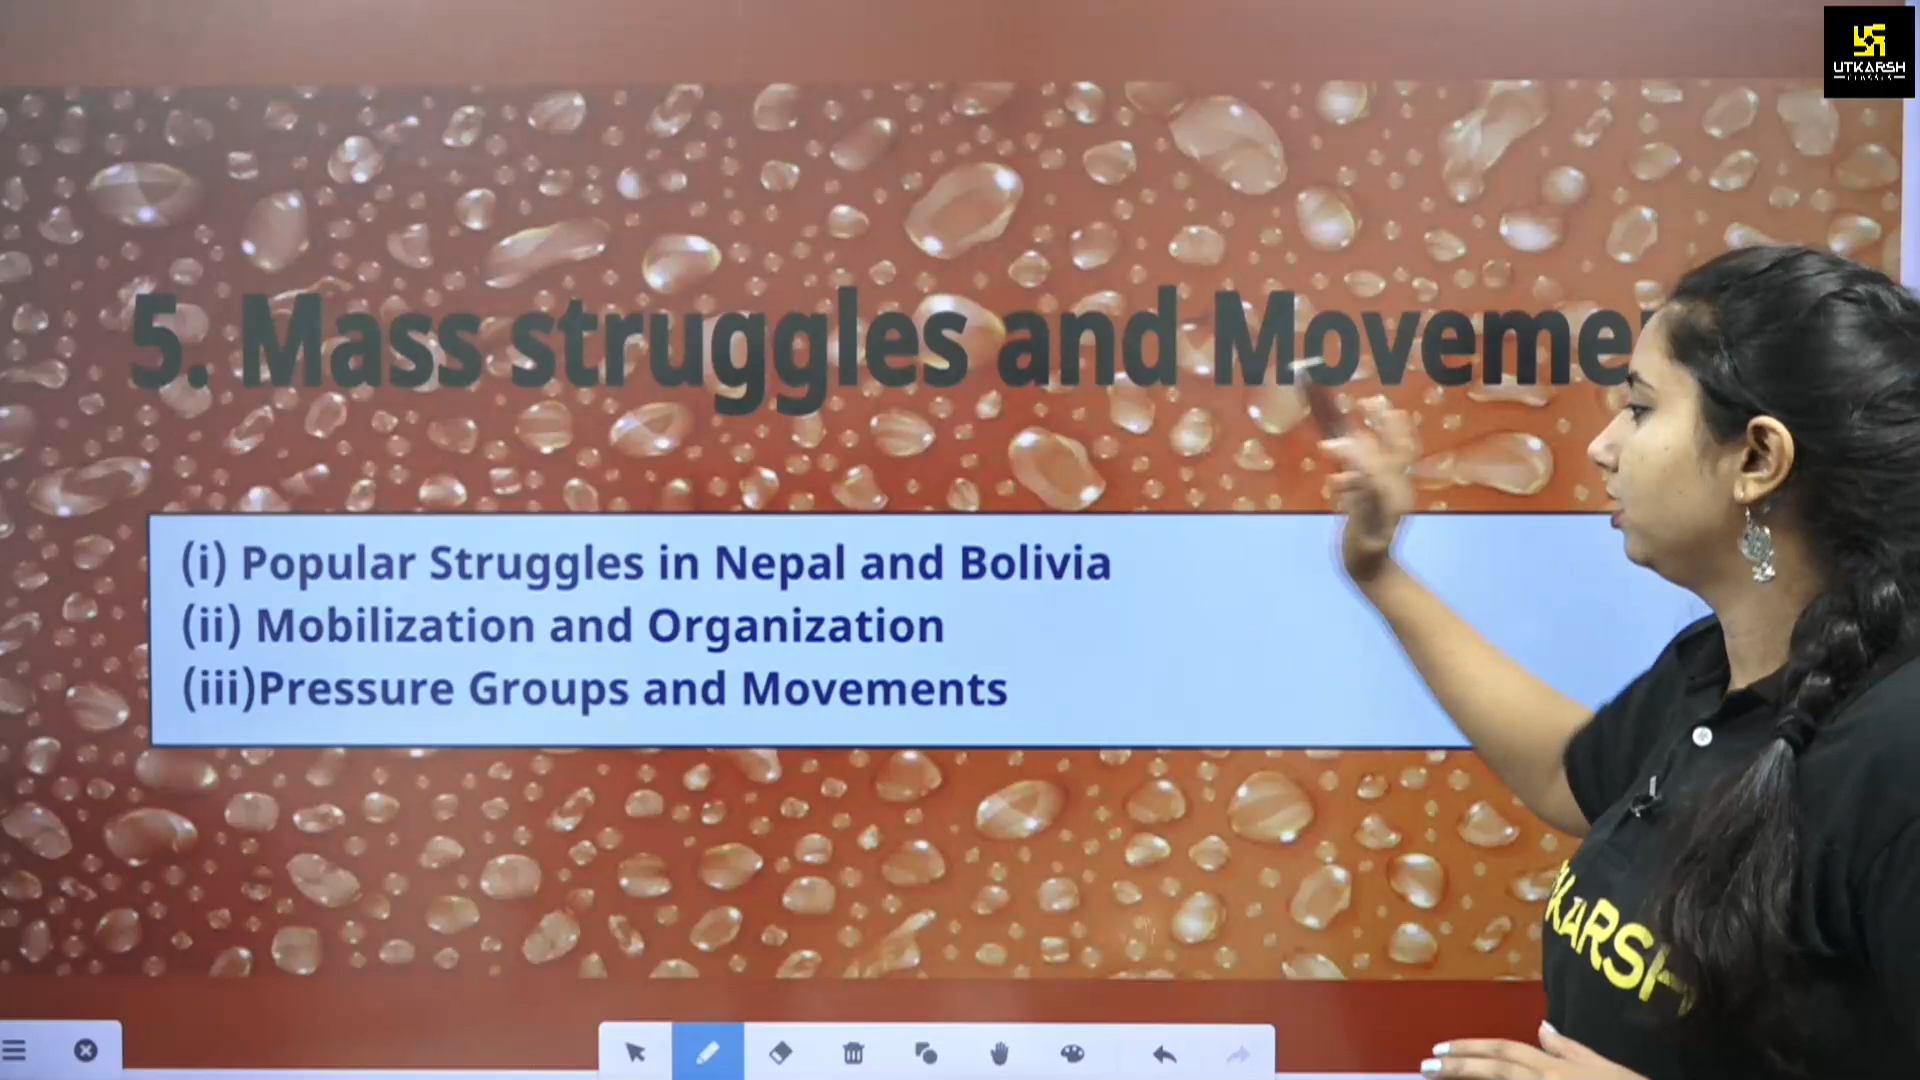 UTKARSH
CLASSES
5. Mass struggles and Moveme
(i) Popular Struggles in Nepal and Bolivia
(ii) Mobilization and Organization
(iii)Pressure Groups and Movements
KARSH